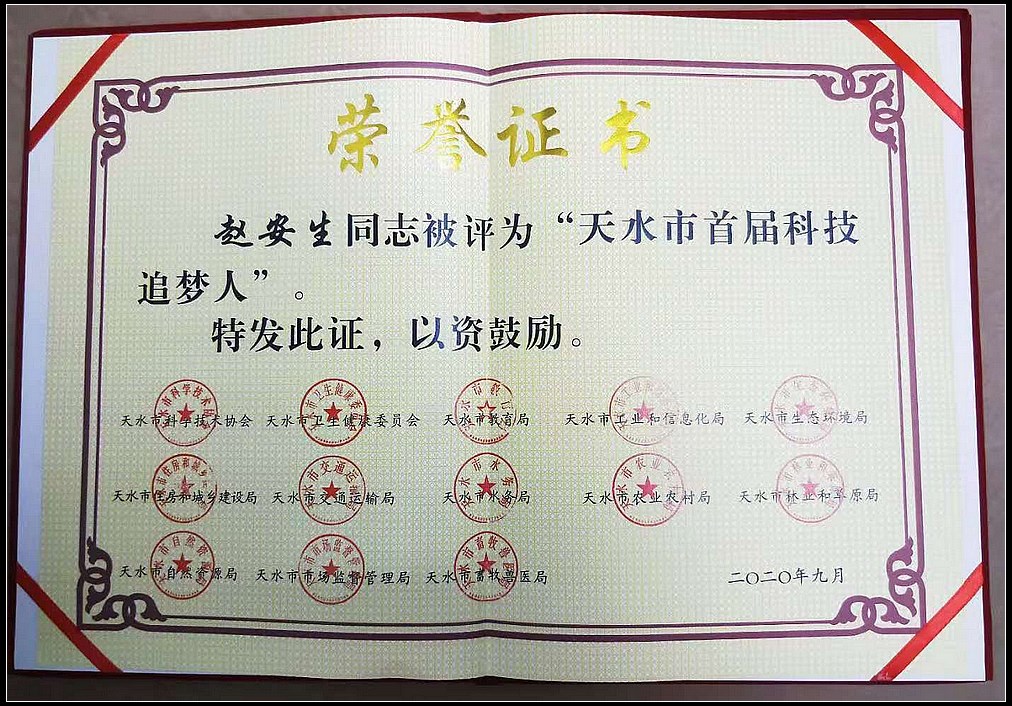 荣誉证书
赵安生同志被评为“天水市首届科技
追梦人”。
特发此证，以资鼓励。
天水市科学技术协会 天水市卫生健康委员会 天水市教育局 天水市工业和信息化局 天水市生态环境局
天水市住房和城乡建设局 天水市交通运输局 天水市水务局 天水市农业农村局 天水市林业和草原局
天水市自然资源局 天水市市场监督管理局 天水市畜牧兽医局 二〇二〇年九月